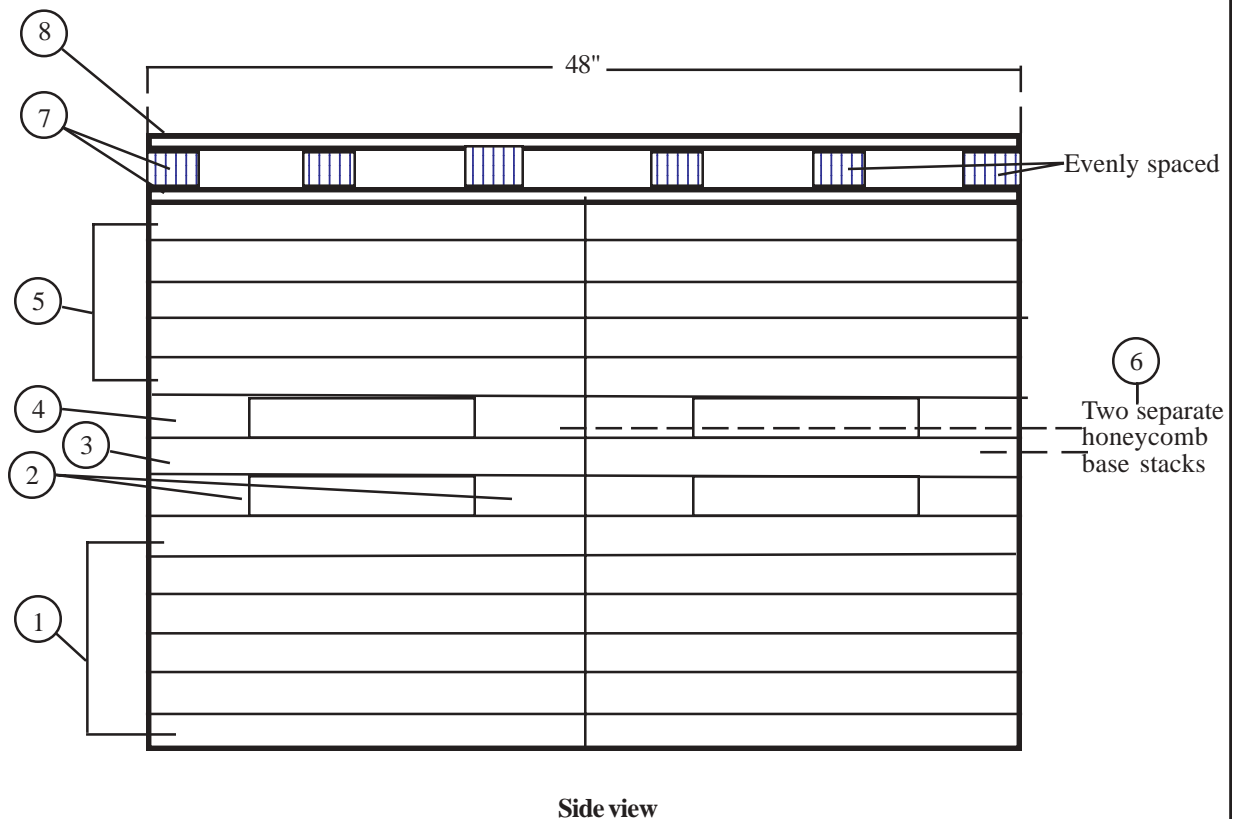 8
48"
7
Evenly spaced
5
6
4
Two separate
honeycomb
base stacks
3
2
1
Side view